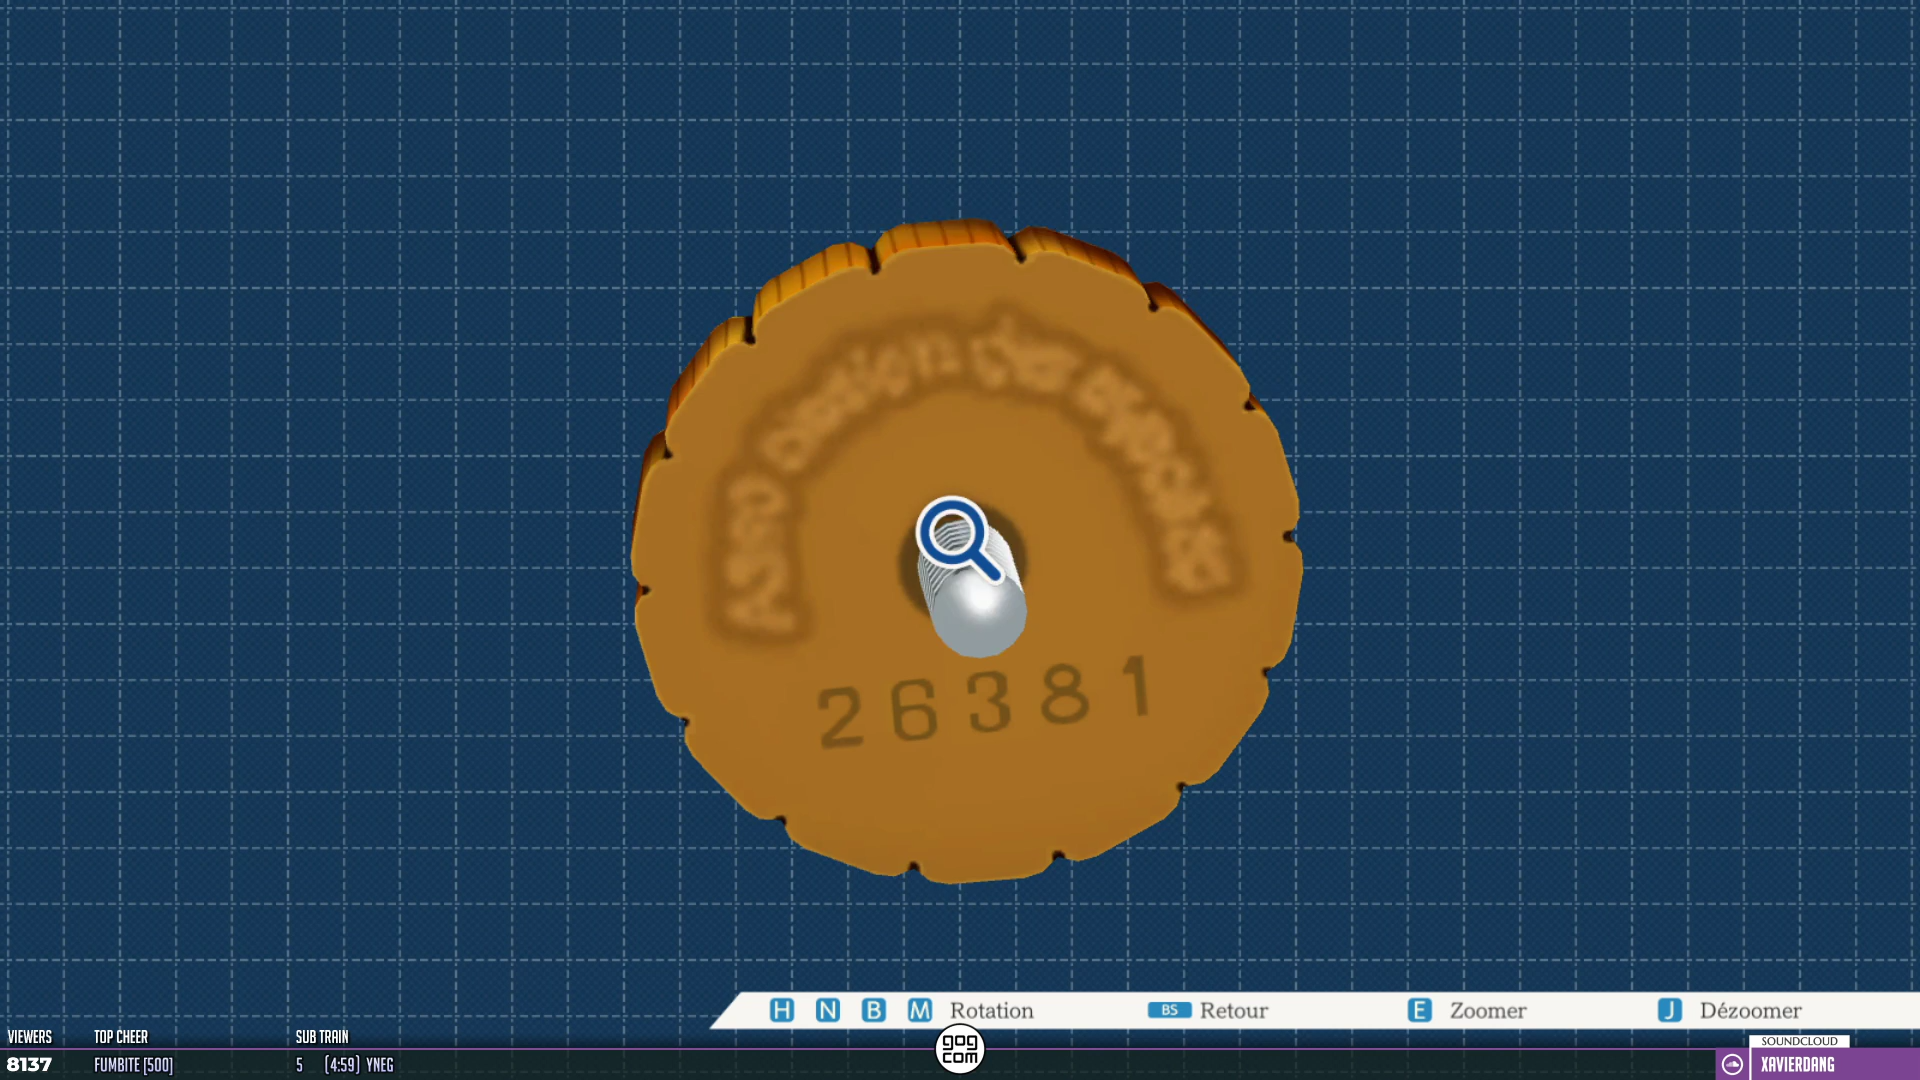 26381
H N B M Rotation BS Retour E Zoomer J Dézoomer
VIEWERS TOP CHEER SUB TRAIN
8137 FUMBITE [500] 5 (4:59) YNEG
gog
com
SOUNDCLOUD
XAVIERDANG